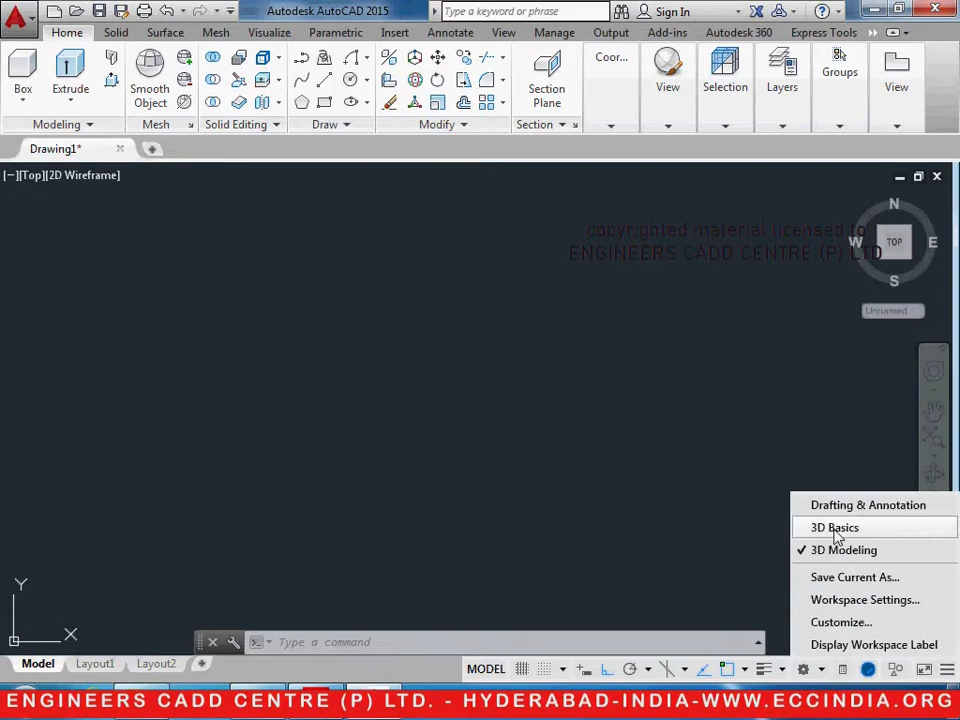 Autodesk AutoCAD 2015
Type a keyword or phrase
Sign In
Home
Solid
Surface
Mesh
Visualize
Parametric
Insert
Annotate
View
Manage
Output
Add-ins
Autodesk 360
Express Tools
Box
Extrude
Smooth
Object
Section
Plane
Coor...
View
Selection
Layers
Groups
View
Modeling
Mesh
Solid Editing
Draw
Modify
Section
Drawing1*
[−][Top][2D Wireframe]
copyrighted material licensed to
ENGINEERS CADD CENTRE (P) LTD
N
W
TOP
E
S
Unnamed
Drafting & Annotation
3D Basics
3D Modeling
Save Current As...
Workspace Settings...
Customize...
Display Workspace Label
Y
X
Type a command
Model
Layout1
Layout2
MODEL
ENGINEERS CADD CENTRE (P) LTD. - HYDERABAD-INDIA-WWW.ECCINDIA.ORG